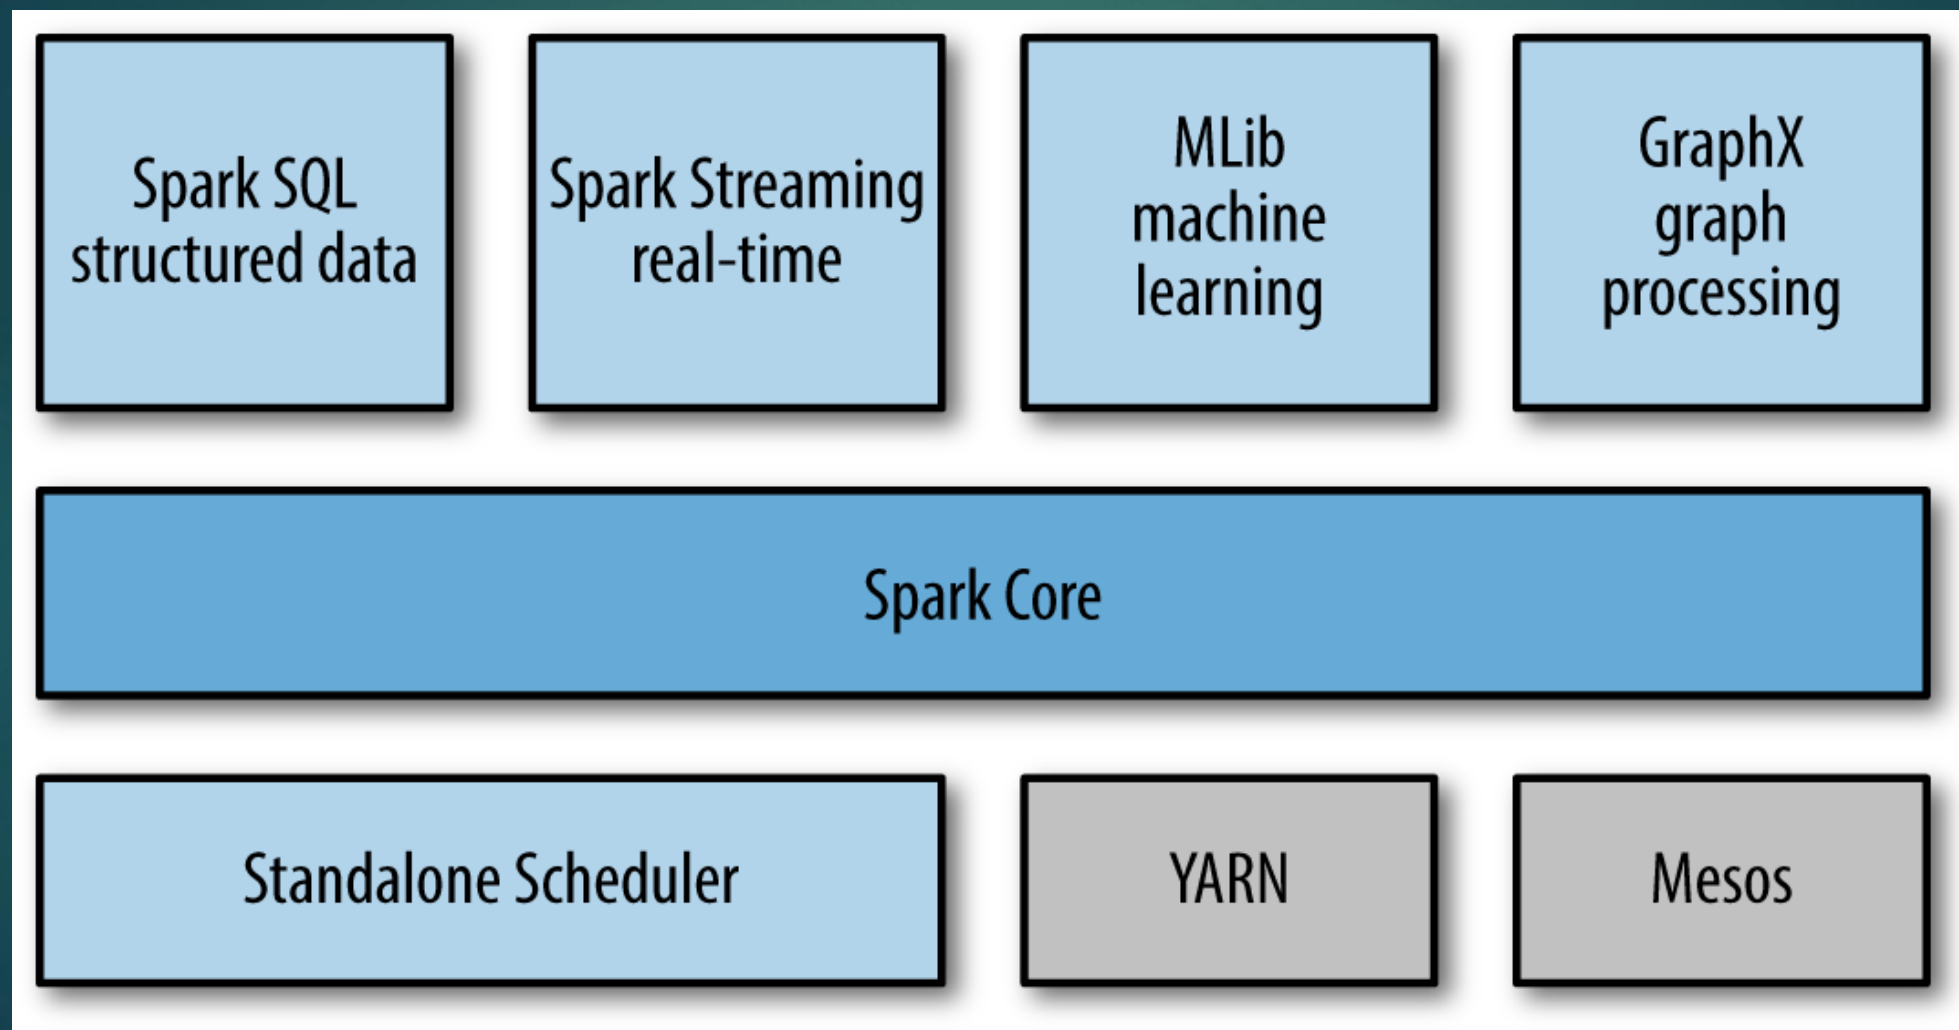 Spark SQL
structured data
Spark Streaming
real-time
MLib
machine
learning
GraphX
graph
processing
Spark Core
Standalone Scheduler
YARN
Mesos